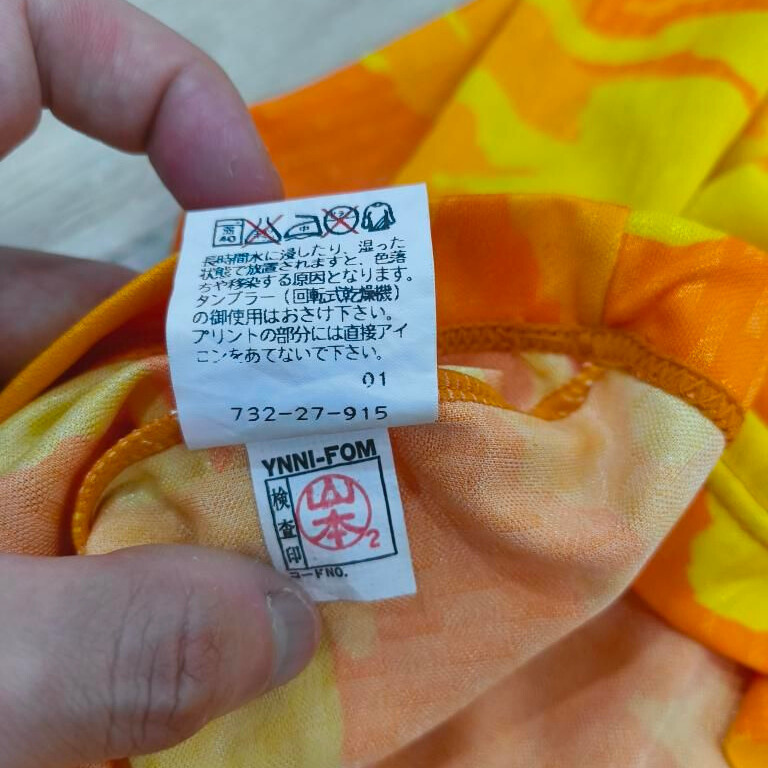 弱
40
中
長時間水に浸したり、湿った
状態で放置されますと、色落
ちや移染する原因となります。
タンブラー(回転式乾燥機)
の御使用はおさけ下さい。
プリントの部分には直接アイ
ロンをあてないで下さい。
01
732-27-915
YNNI-FOM
検査印
山本
2
コードNO.